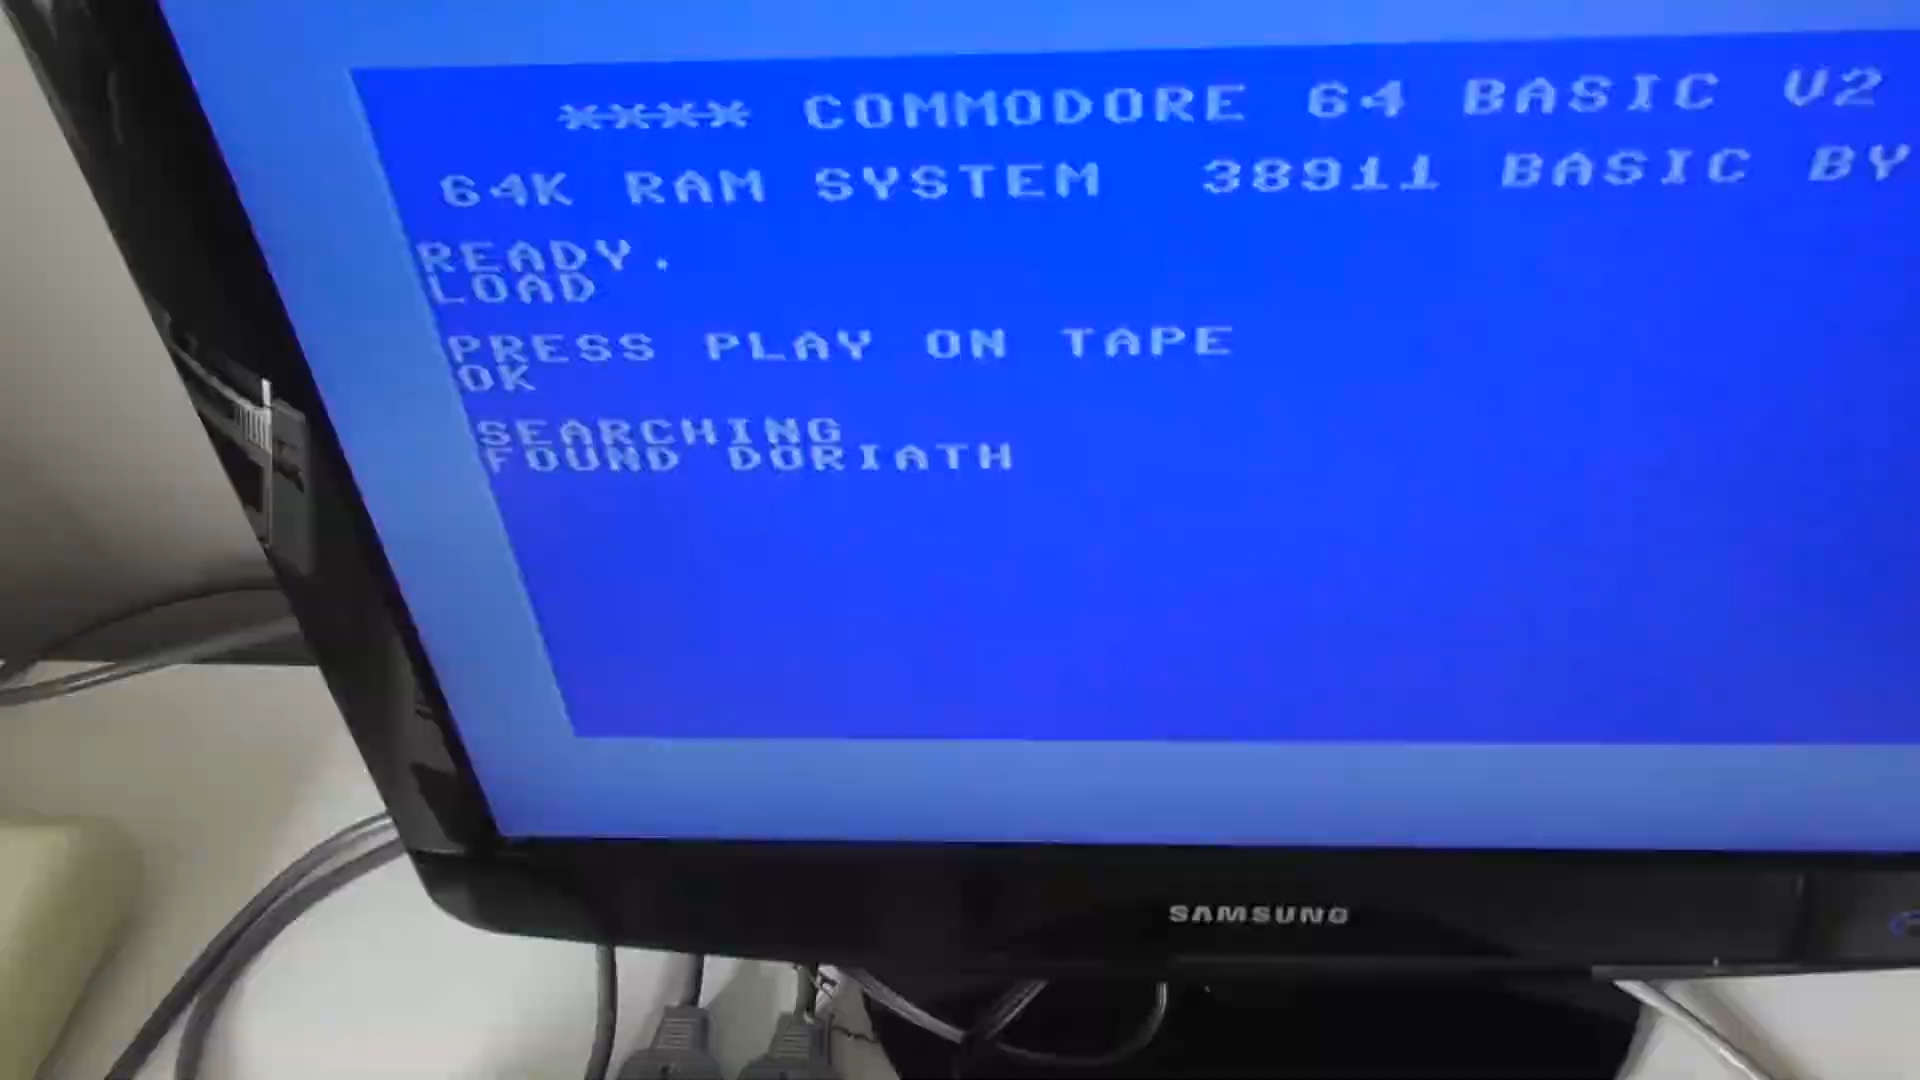 **** COMMODORE 64 BASIC V2
64K RAM SYSTEM 38911 BASIC BY
READY.
LOAD
PRESS PLAY ON TAPE
OK
SEARCHING
FOUND DORIATH
SAMSUNG